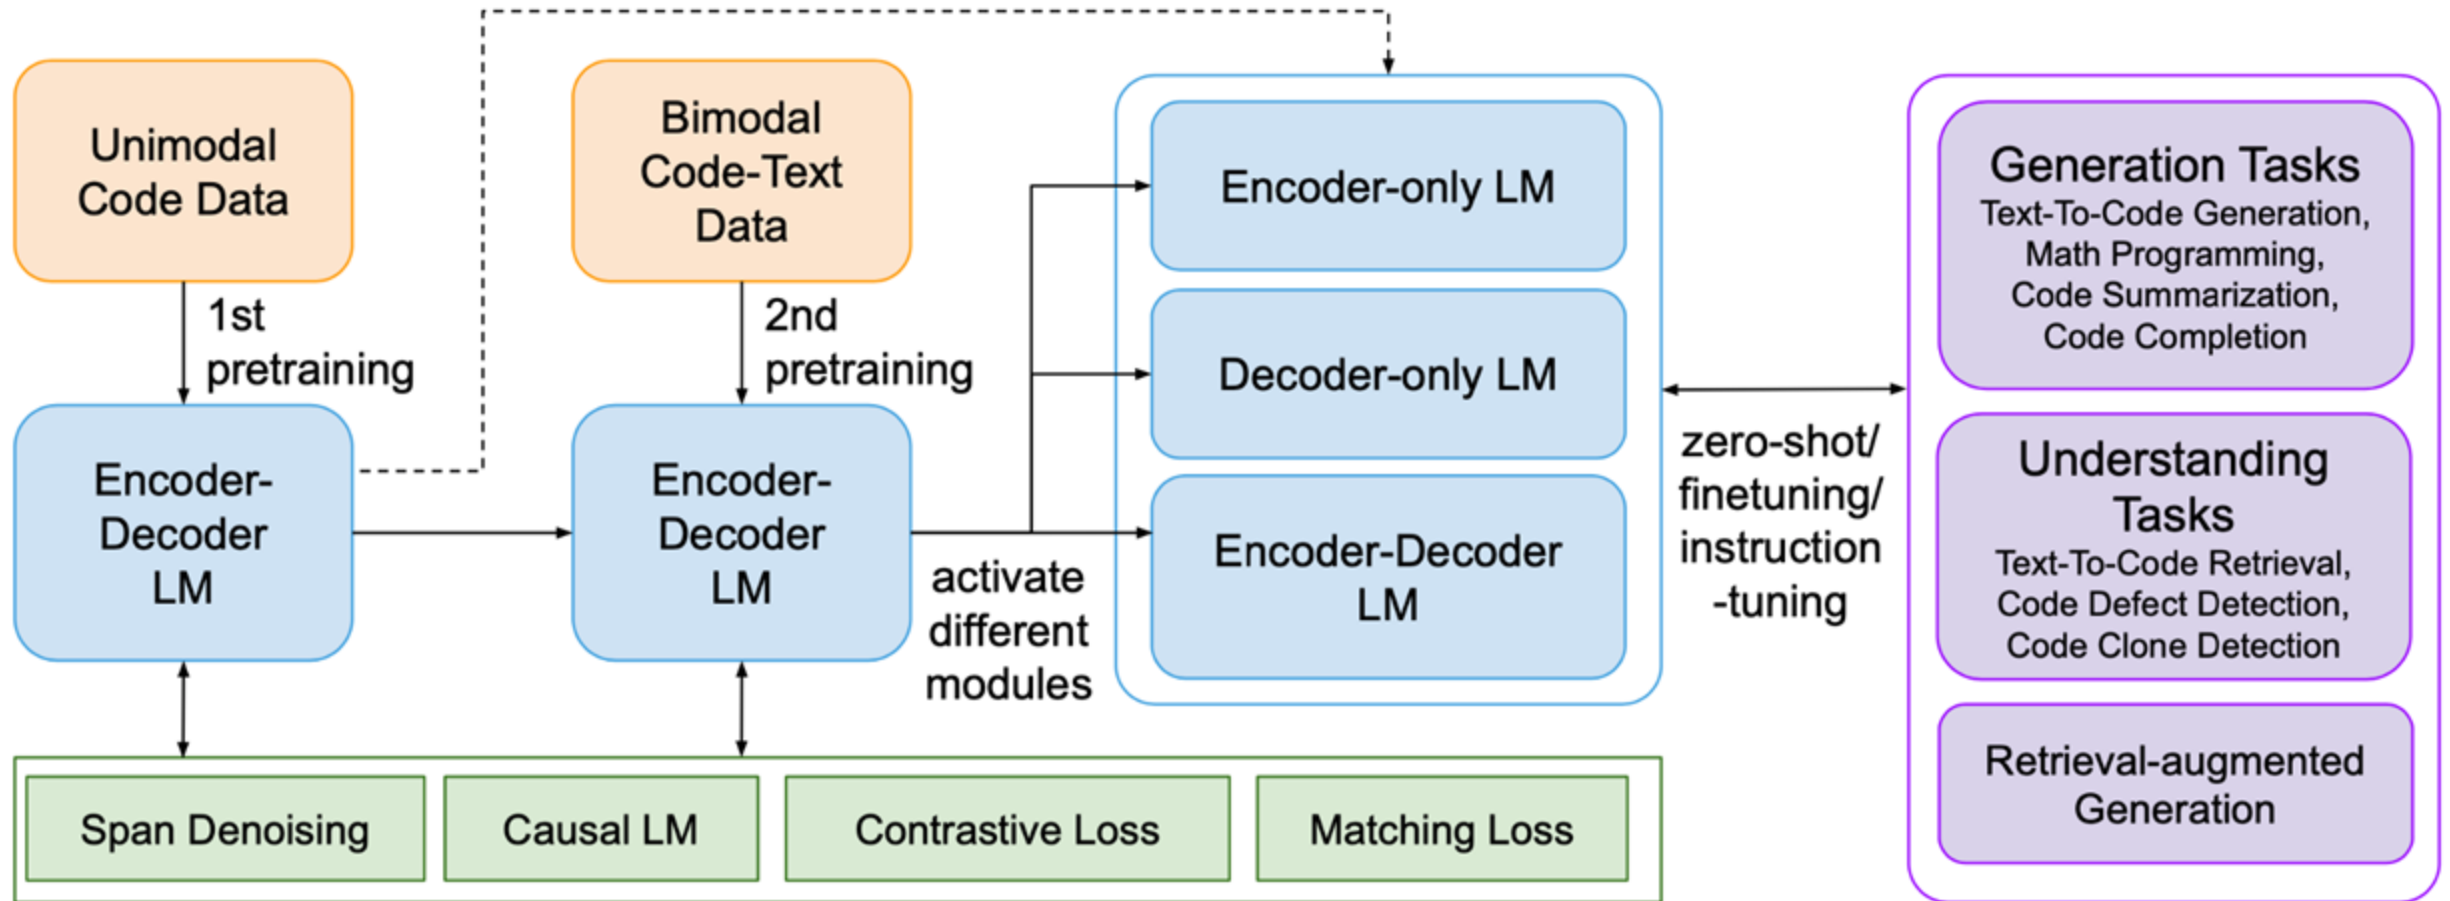 Unimodal
Code Data
Bimodal
Code-Text
Data
1st
pretraining
2nd
pretraining
Encoder-
Decoder
LM
Encoder-
Decoder
LM
activate
different
modules
Encoder-only LM
Decoder-only LM
Encoder-Decoder
LM
zero-shot/
finetuning/
instruction
-tuning
Generation Tasks
Text-To-Code Generation,
Math Programming,
Code Summarization,
Code Completion
Understanding
Tasks
Text-To-Code Retrieval,
Code Defect Detection,
Code Clone Detection
Retrieval-augmented
Generation
Span Denoising
Causal LM
Contrastive Loss
Matching Loss